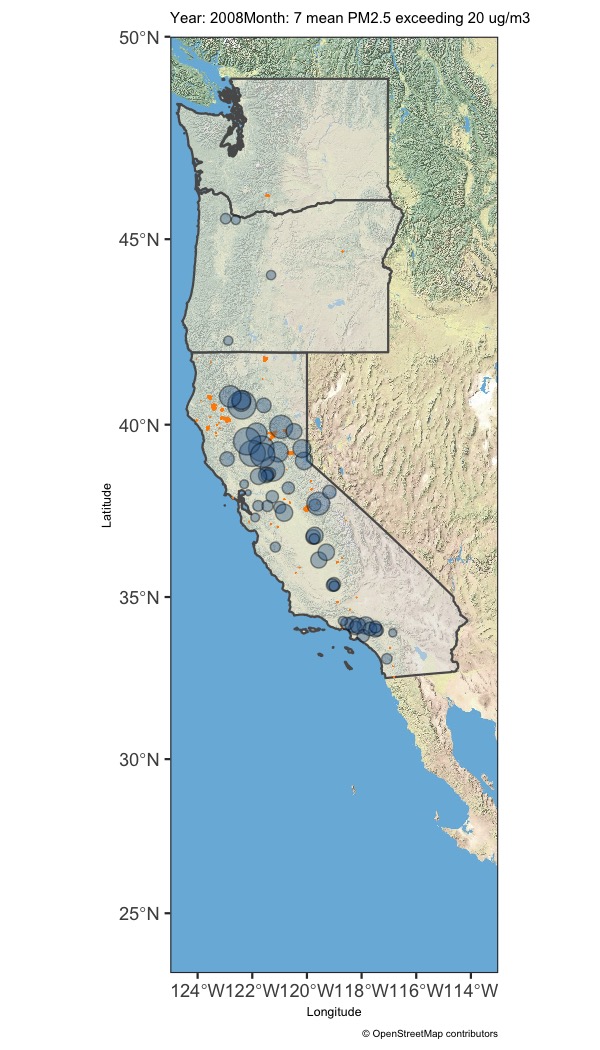 Year: 2008Month: 7 mean PM2.5 exceeding 20 ug/m3
50°N
45°N
40°N
35°N
30°N
25°N
Latitude
124°W122°W120°W118°W116°W114°W
Longitude
© OpenStreetMap contributors